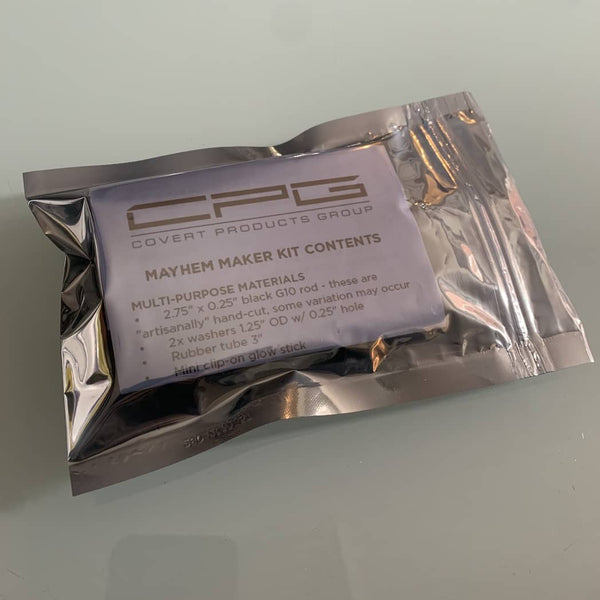 CPG
COVERT PRODUCTS GROUP
MAYHEM MAKER KIT CONTENTS
MULTI-PURPOSE MATERIALS
• 2.75" x 0.25" black G10 rod - these are
"artisanally" hand-cut, some variation may occur
• 2x washers 1.25" OD w/ 0.25" hole
• Rubber tube 3"
• Mini clip-on glow stick